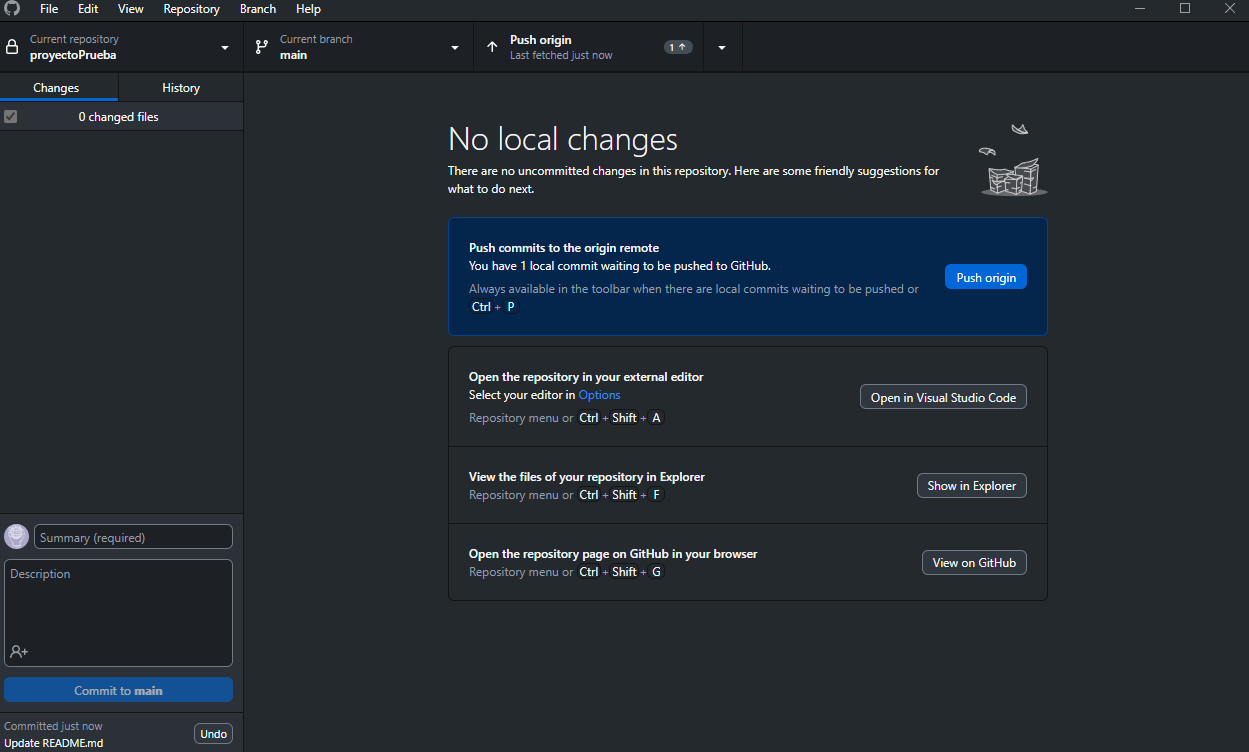 File Edit View Repository Branch Help
Current repository
proyectoPrueba
Current branch
main
Push origin
Last fetched just now
1
Changes
History
0 changed files
No local changes
There are no uncommitted changes in this repository. Here are some friendly suggestions for
what to do next.
Push commits to the origin remote
You have 1 local commit waiting to be pushed to GitHub.
Always available in the toolbar when there are local commits waiting to be pushed or
Ctrl + P
Push origin
Open the repository in your external editor
Select your editor in Options
Repository menu or Ctrl + Shift + A
Open in Visual Studio Code
View the files of your repository in Explorer
Repository menu or Ctrl + Shift + F
Show in Explorer
Open the repository page on GitHub in your browser
Repository menu or Ctrl + Shift + G
View on GitHub
Summary (required)
Description
Commit to main
Committed just now
Update README.md
Undo